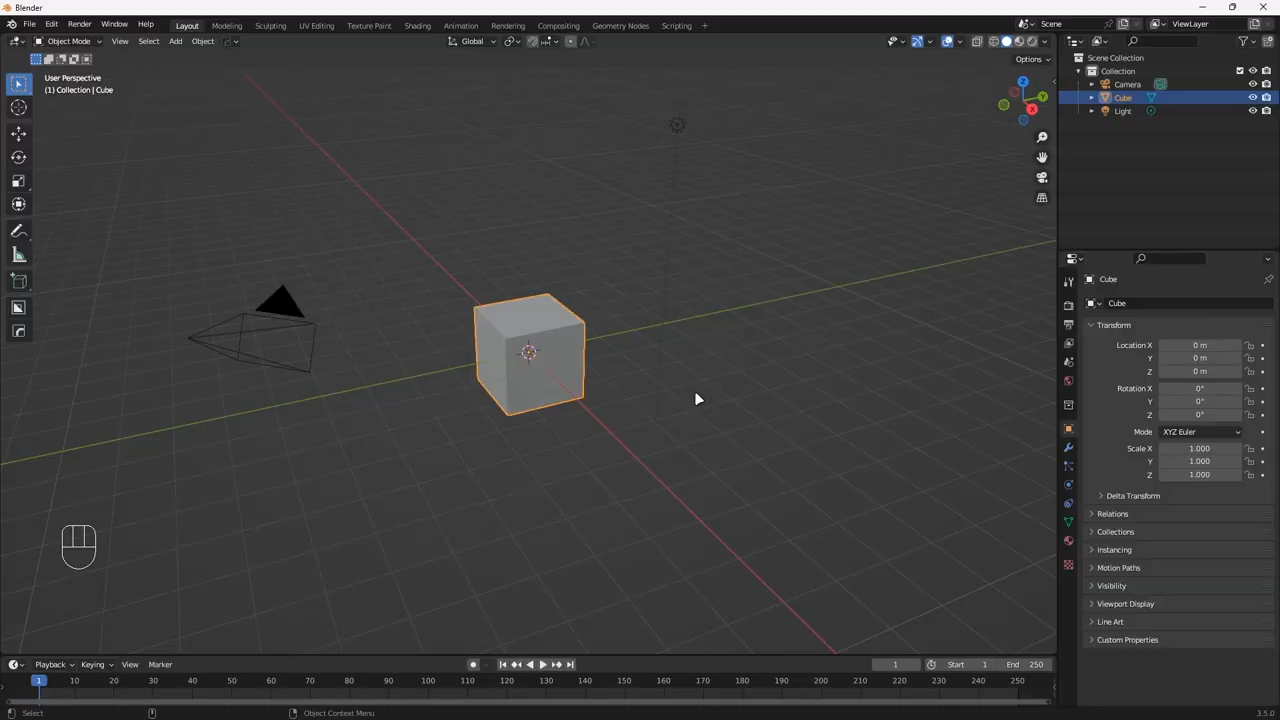 Blender
File Edit Render Window Help Layout Modeling Sculpting UV Editing Texture Paint Shading Animation Rendering Compositing Geometry Nodes Scripting + Scene ViewLayer
Object Mode View Select Add Object Global
Options
User Perspective
(1) Collection | Cube
Z
Y
X
Scene Collection
Collection
Camera
Cube
Light
Cube
Cube
Transform
Location X 0 m
Y 0 m
Z 0 m
Rotation X 0°
Y 0°
Z 0°
Mode XYZ Euler
Scale X 1.000
Y 1.000
Z 1.000
Delta Transform
Relations
Collections
Instancing
Motion Paths
Visibility
Viewport Display
Line Art
Custom Properties
Playback Keying View Marker 1 Start 1 End 250
1 10 20 30 40 50 60 70 80 90 100 110 120 130 140 150 160 170 180 190 200 210 220 230 240 250
Select Object Context Menu 3.5.0